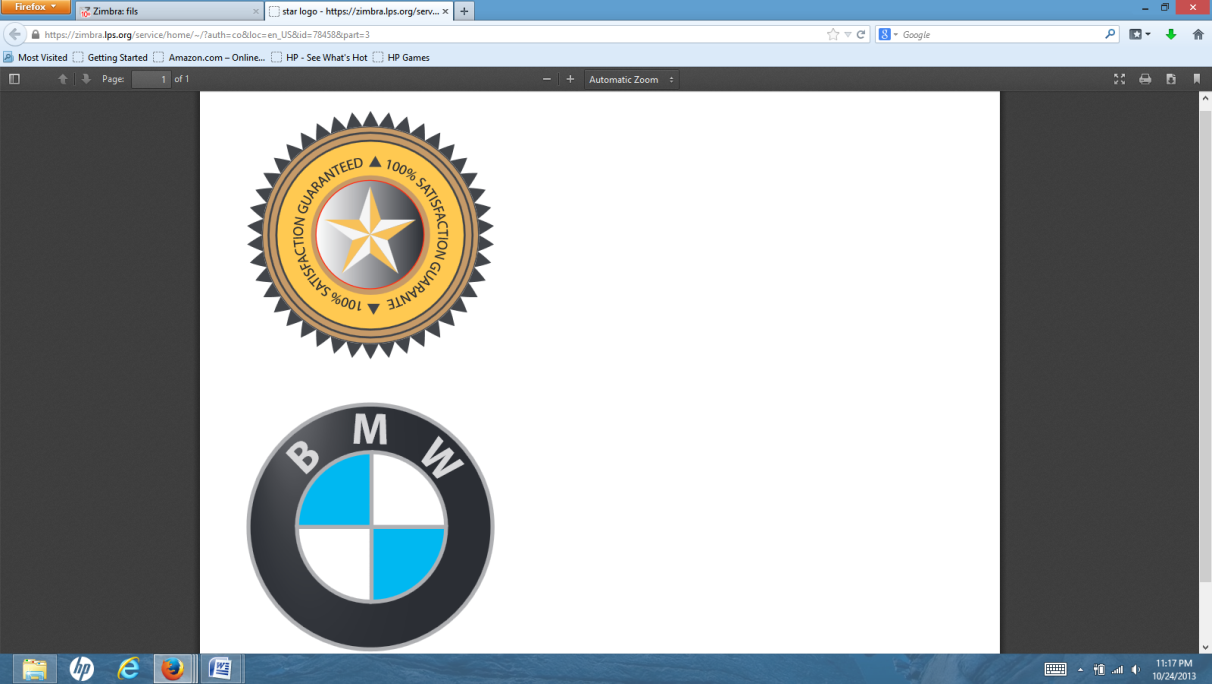 Firefox
Zimbra: fils
star logo - https://zimbra.lps.org/serv...
https://zimbra.lps.org/service/home/~/?auth=co&loc=en_US&id=78458&part=3
Google
Most Visited Getting Started Amazon.com – Online... HP - See What's Hot HP Games
Page: 1 of 1
Automatic Zoom
100% SATISFACTION GUARANTE
100% SATISFACTION GUARANTEED
B M W
hp
11:17 PM
10/24/2013